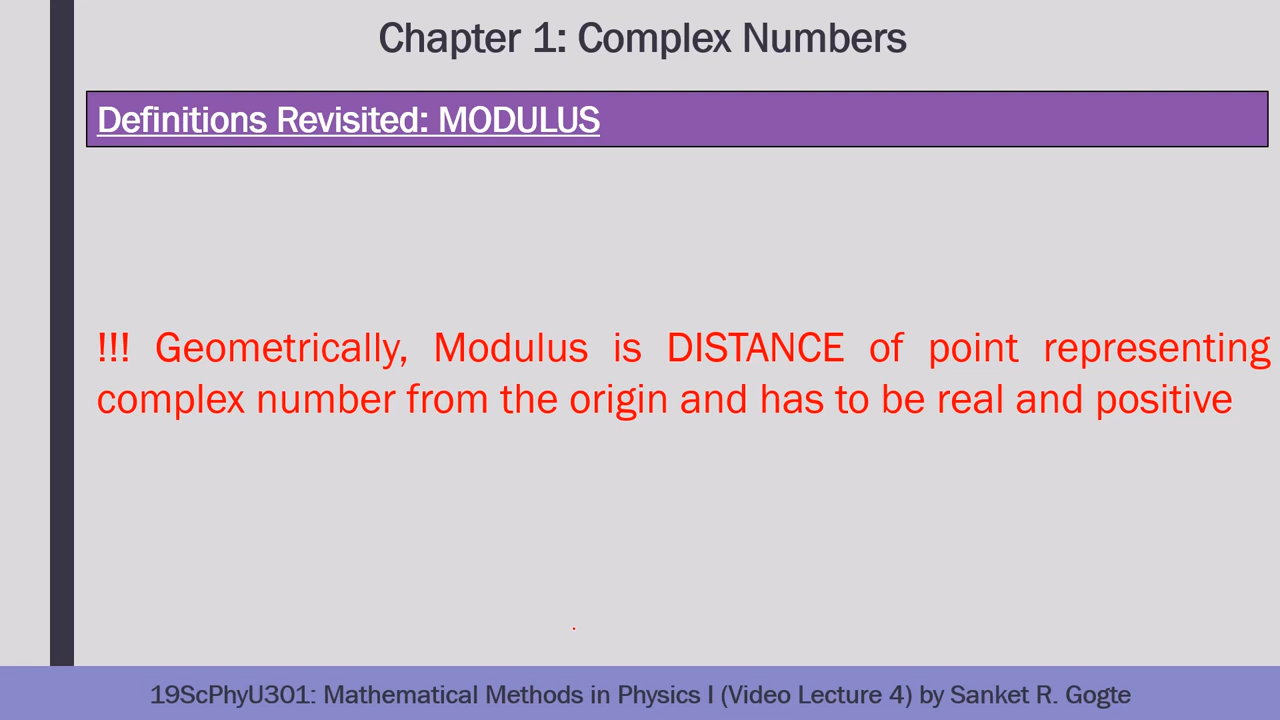 Chapter 1: Complex Numbers
Definitions Revisited: MODULUS
!!! Geometrically, Modulus is DISTANCE of point representing
complex number from the origin and has to be real and positive
19ScPhyU301: Mathematical Methods in Physics I (Video Lecture 4) by Sanket R. Gogte